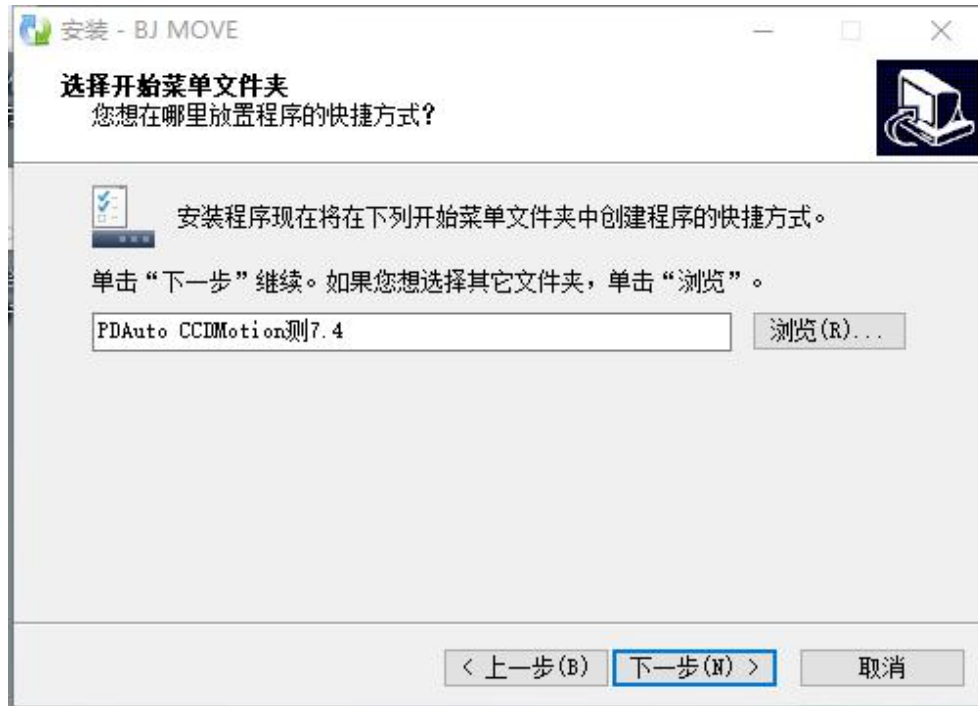 安装 - BJ MOVE
选择开始菜单文件夹
您想在哪里放置程序的快捷方式？
安装程序现在将在下列开始菜单文件夹中创建程序的快捷方式。
单击“下一步”继续。如果您想选择其它文件夹，单击“浏览”。
PDAuto CCDMotion测7.4
浏览(R)...
< 上一步(B)
下一步(N) >
取消